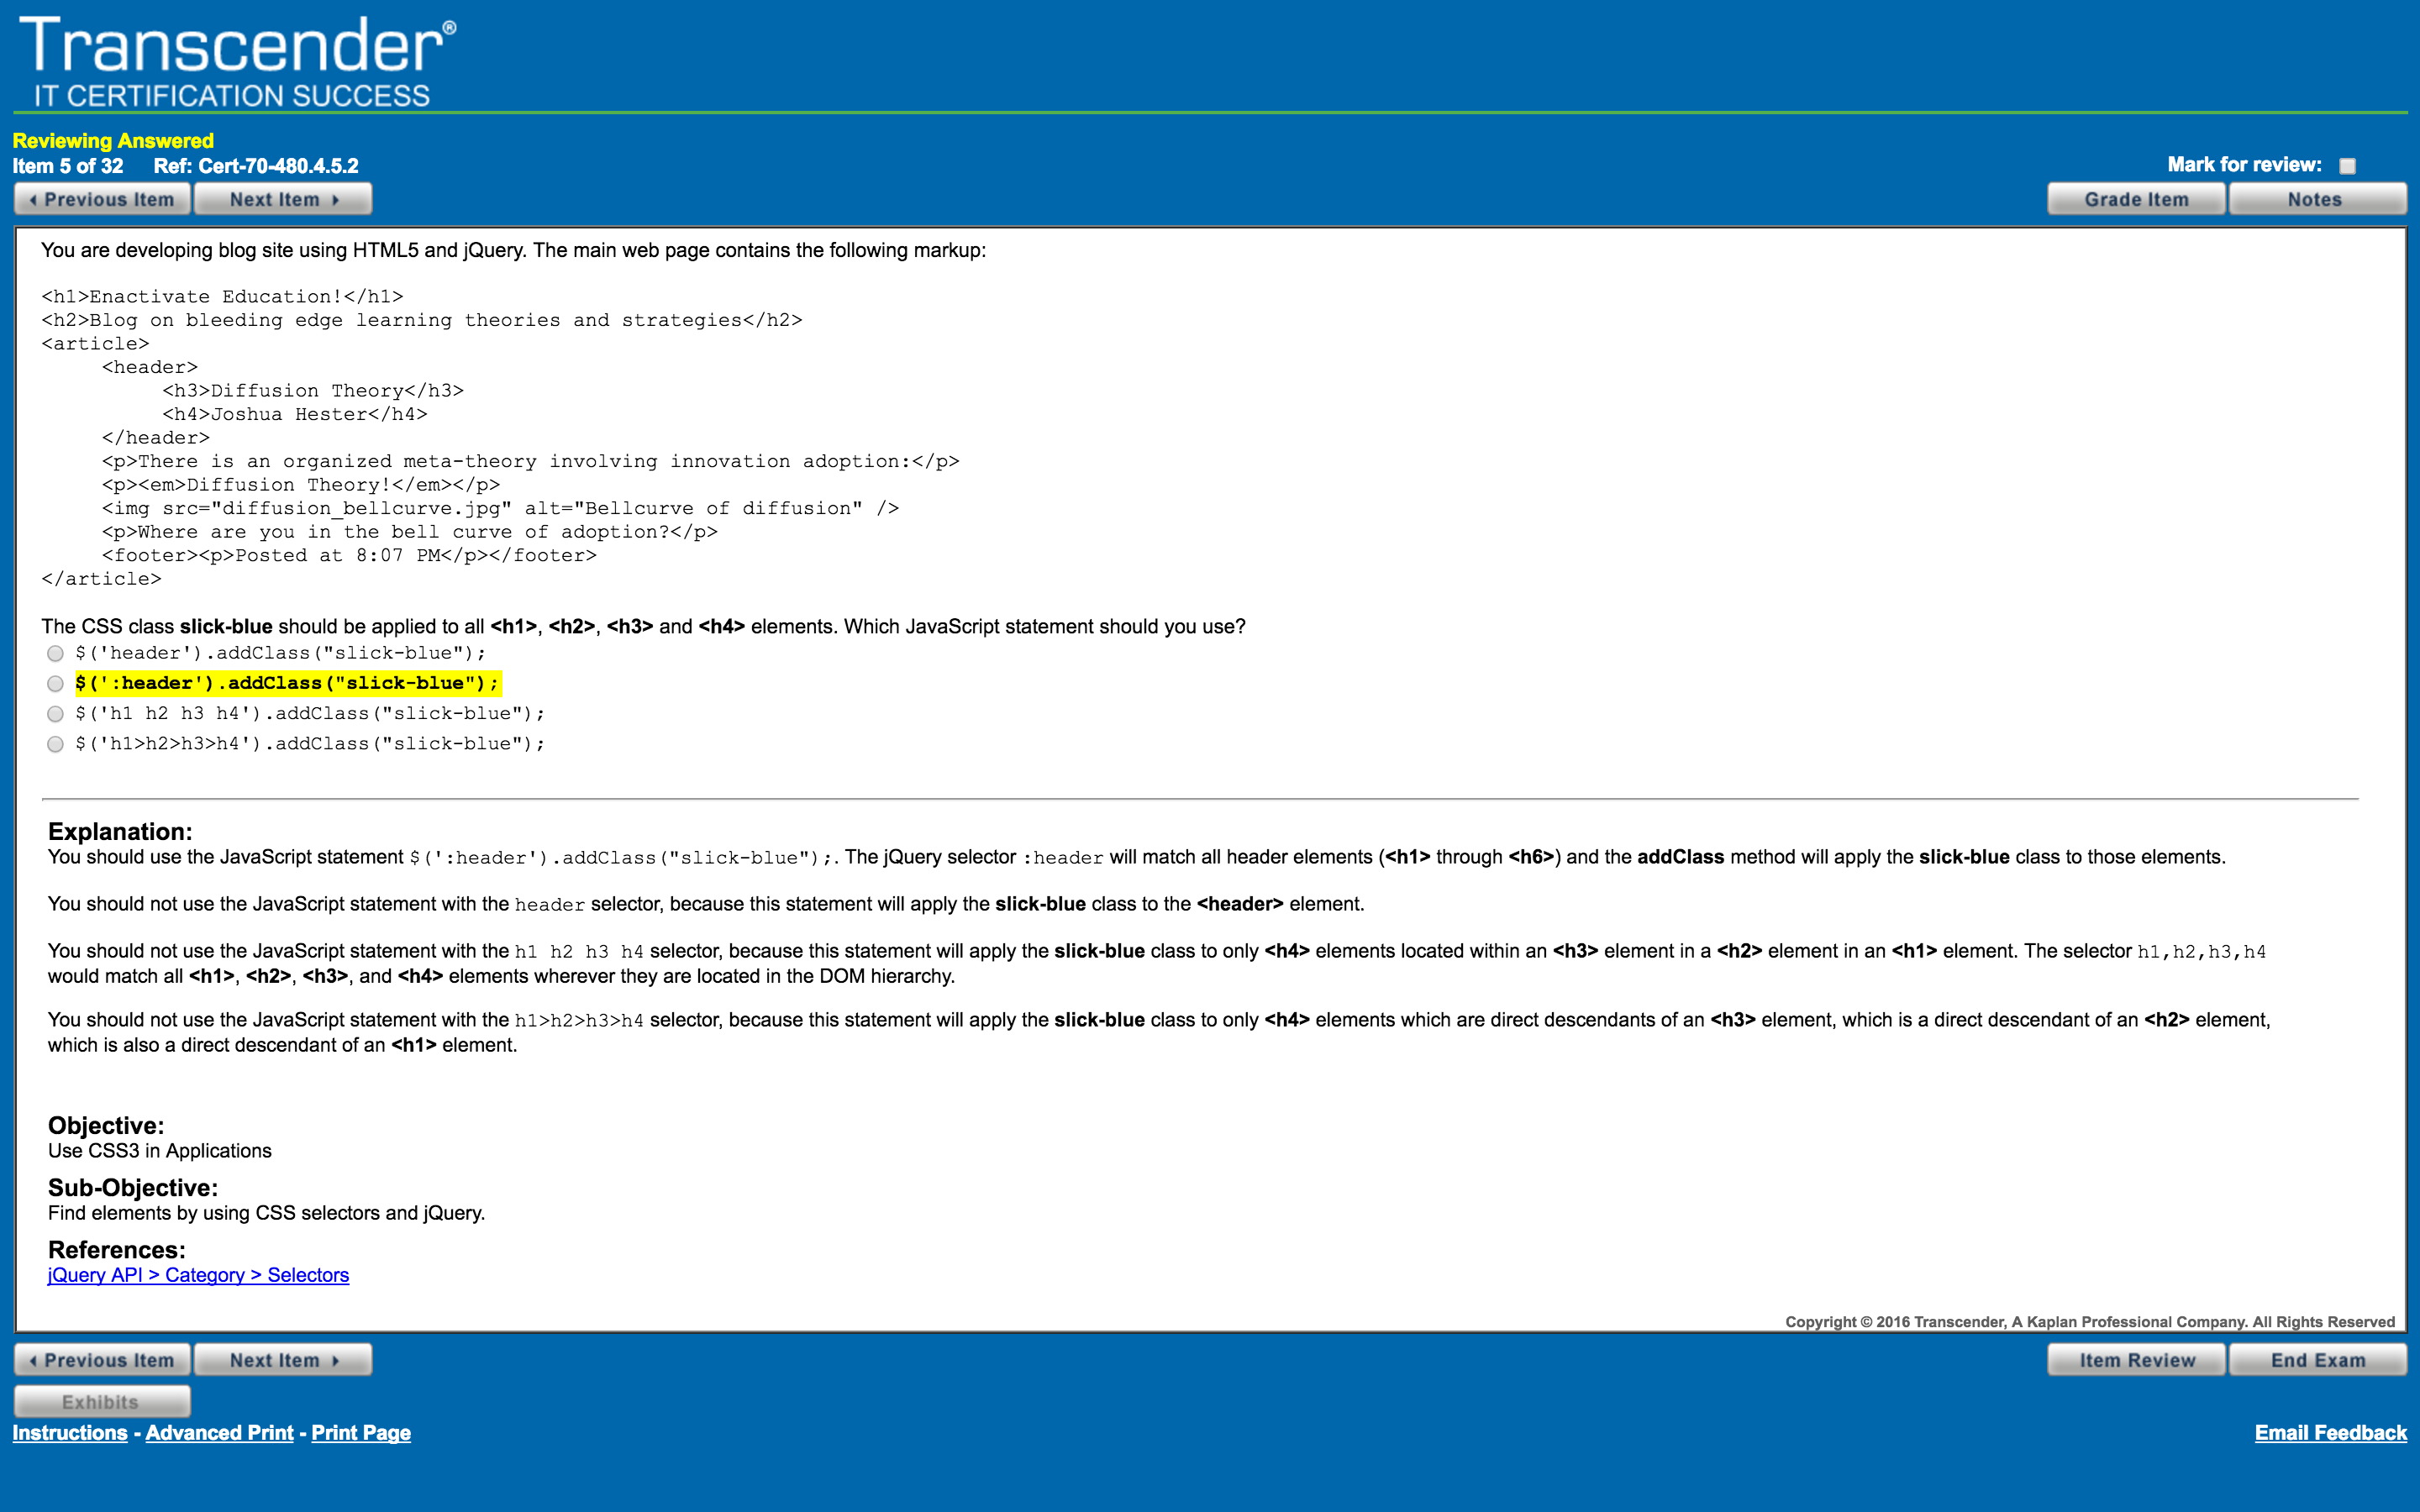 Transcender®
IT CERTIFICATION SUCCESS
Reviewing Answered
Item 5 of 32 Ref: Cert-70-480.4.5.2
Mark for review:
Previous Item Next Item Grade Item Notes
You are developing blog site using HTML5 and jQuery. The main web page contains the following markup:
<h1>Enactivate Education!</h1>
<h2>Blog on bleeding edge learning theories and strategies</h2>
<article>
<header>
<h3>Diffusion Theory</h3>
<h4>Joshua Hester</h4>
</header>
<p>There is an organized meta-theory involving innovation adoption:</p>
<p><em>Diffusion Theory!</em></p>
<img src="diffusion_bellcurve.jpg" alt="Bellcurve of diffusion" />
<p>Where are you in the bell curve of adoption?</p>
<footer><p>Posted at 8:07 PM</p></footer>
</article>
The CSS class slick-blue should be applied to all <h1>, <h2>, <h3> and <h4> elements. Which JavaScript statement should you use?
$('header').addClass("slick-blue");
$(':header').addClass("slick-blue");
$('h1 h2 h3 h4').addClass("slick-blue");
$('h1>h2>h3>h4').addClass("slick-blue");
Explanation:
You should use the JavaScript statement $(':header').addClass("slick-blue");. The jQuery selector :header will match all header elements (<h1> through <h6>) and the addClass method will apply the slick-blue class to those elements.
You should not use the JavaScript statement with the header selector, because this statement will apply the slick-blue class to the <header> element.
You should not use the JavaScript statement with the h1 h2 h3 h4 selector, because this statement will apply the slick-blue class to only <h4> elements located within an <h3> element in a <h2> element in an <h1> element. The selector h1,h2,h3,h4
would match all <h1>, <h2>, <h3>, and <h4> elements wherever they are located in the DOM hierarchy.
You should not use the JavaScript statement with the h1>h2>h3>h4 selector, because this statement will apply the slick-blue class to only <h4> elements which are direct descendants of an <h3> element, which is a direct descendant of an <h2> element,
which is also a direct descendant of an <h1> element.
Objective:
Use CSS3 in Applications
Sub-Objective:
Find elements by using CSS selectors and jQuery.
References:
jQuery API > Category > Selectors
Copyright © 2016 Transcender, A Kaplan Professional Company. All Rights Reserved
Previous Item Next Item Item Review End Exam
Exhibits
Instructions - Advanced Print - Print Page Email Feedback